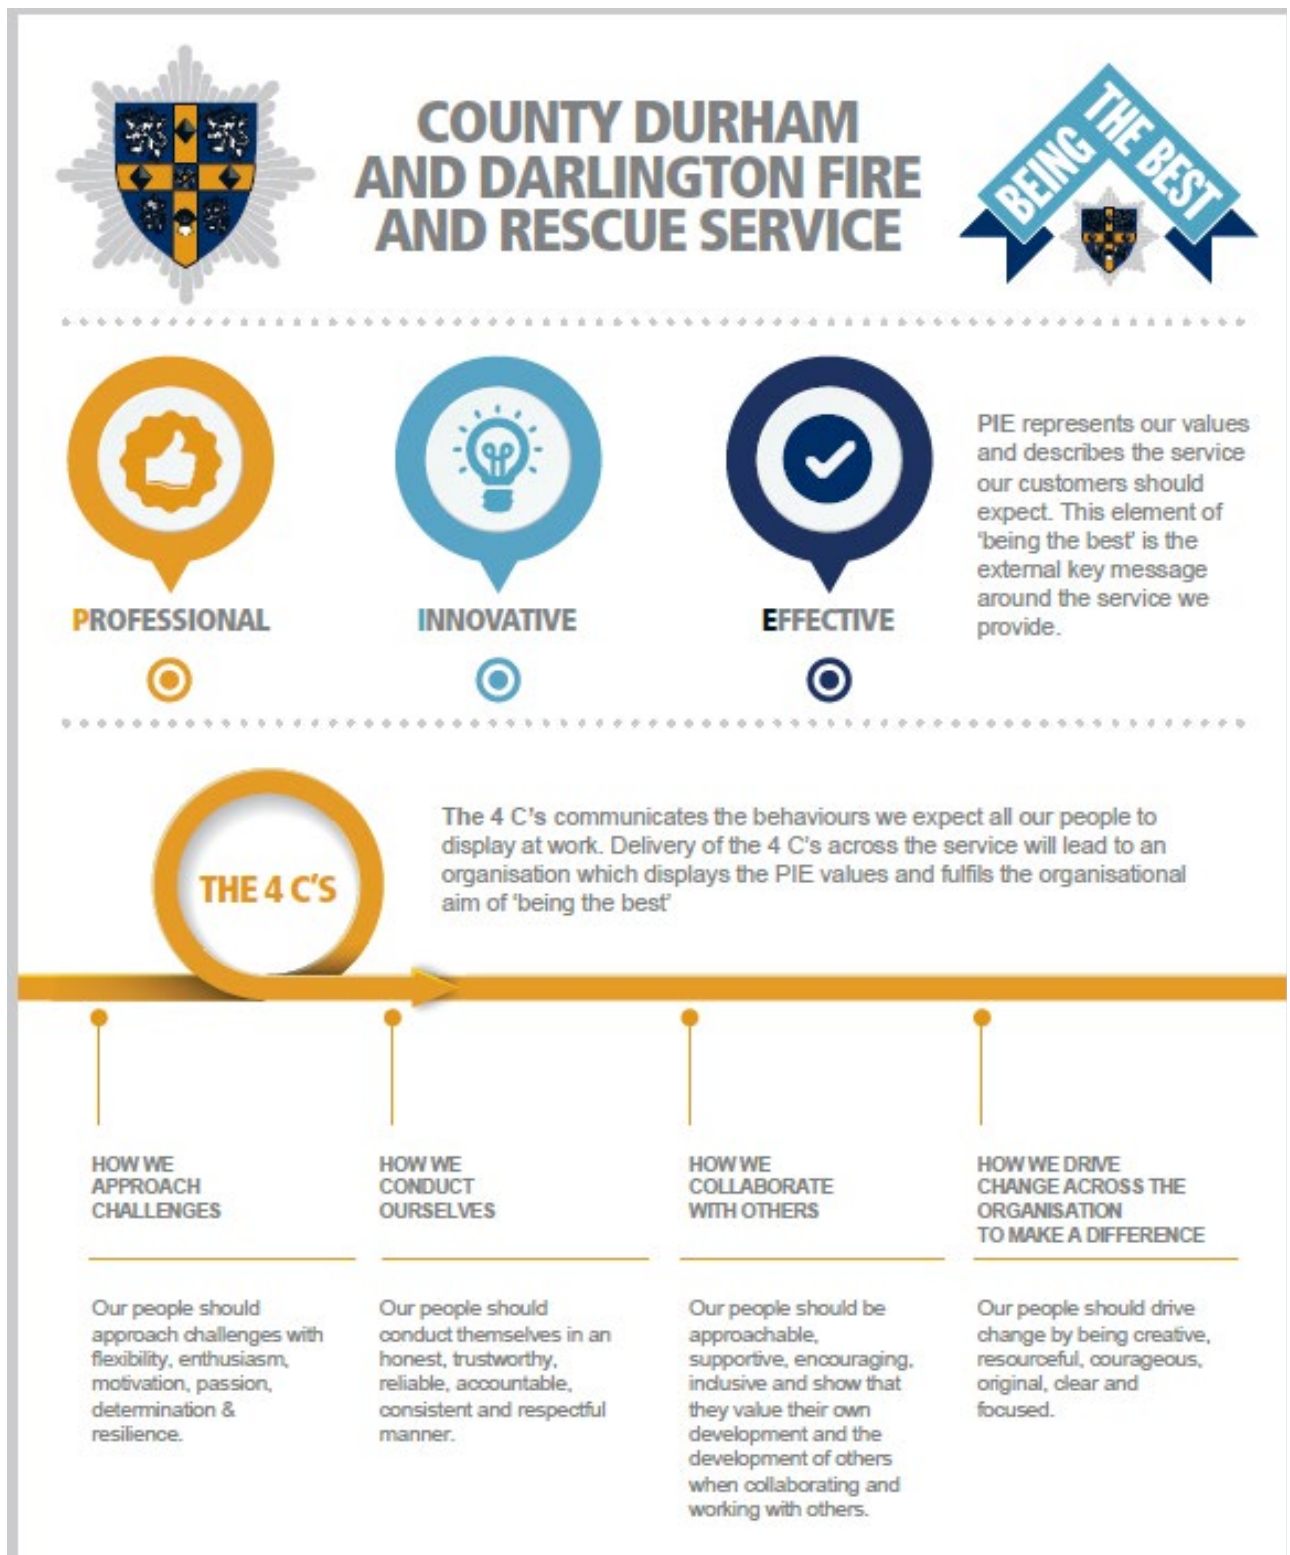 COUNTY DURHAM
AND DARLINGTON FIRE
AND RESCUE SERVICE
BEING
THE BEST
PROFESSIONAL
INNOVATIVE
EFFECTIVE
PIE represents our values
and describes the service
our customers should
expect. This element of
‘being the best’ is the
external key message
around the service we
provide.
THE 4 C’S
The 4 C’s communicates the behaviours we expect all our people to
display at work. Delivery of the 4 C’s across the service will lead to an
organisation which displays the PIE values and fulfils the organisational
aim of ‘being the best’
HOW WE
APPROACH
CHALLENGES
Our people should
approach challenges with
flexibility, enthusiasm,
motivation, passion,
determination &
resilience.
HOW WE
CONDUCT
OURSELVES
Our people should
conduct themselves in an
honest, trustworthy,
reliable, accountable,
consistent and respectful
manner.
HOW WE
COLLABORATE
WITH OTHERS
Our people should be
approachable,
supportive, encouraging,
inclusive and show that
they value their own
development and the
development of others
when collaborating and
working with others.
HOW WE DRIVE
CHANGE ACROSS THE
ORGANISATION
TO MAKE A DIFFERENCE
Our people should drive
change by being creative,
resourceful, courageous,
original, clear and
focused.